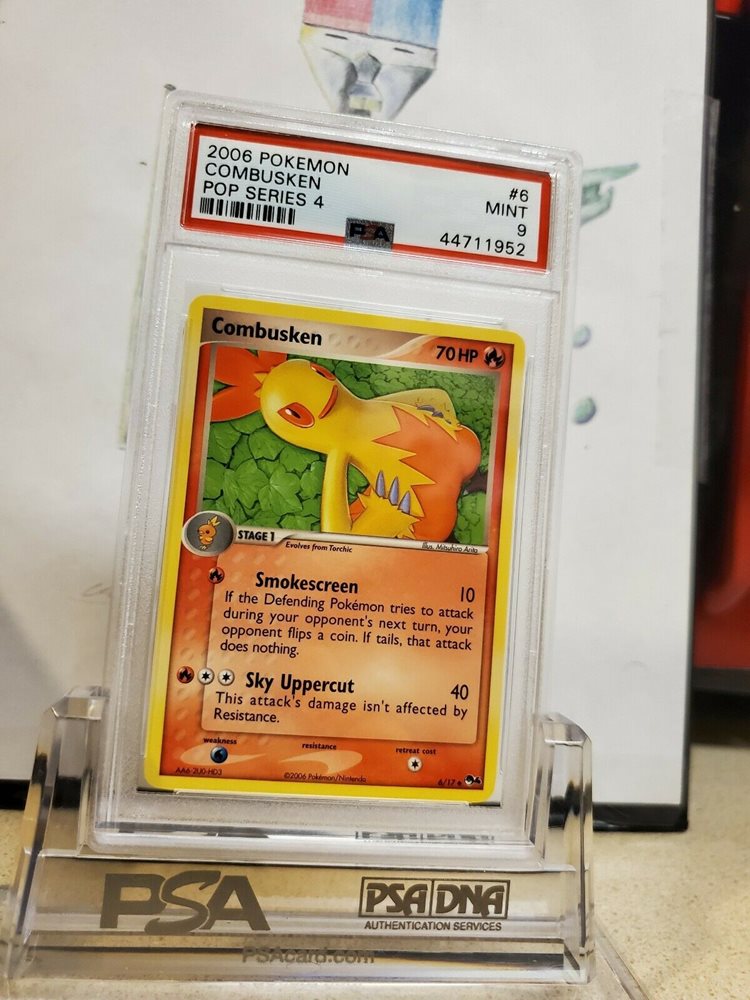 2006 POKEMON #6
COMBUSKEN MINT
POP SERIES 4 9
PSA 44711952
Combusken 70 HP
STAGE 1 Evolves from Torchic Illus. Mitsuhiro Arita
Smokescreen 10
If the Defending Pokémon tries to attack
during your opponent's next turn, your
opponent flips a coin. If tails, that attack
does nothing.
Sky Uppercut 40
This attack's damage isn't affected by
Resistance.
weakness resistance retreat cost
AA6-2U0-HD3 ©2006 Pokémon/Nintendo 6/17
PSA PSA DNA
AUTHENTICATION SERVICES
PSAcard.com